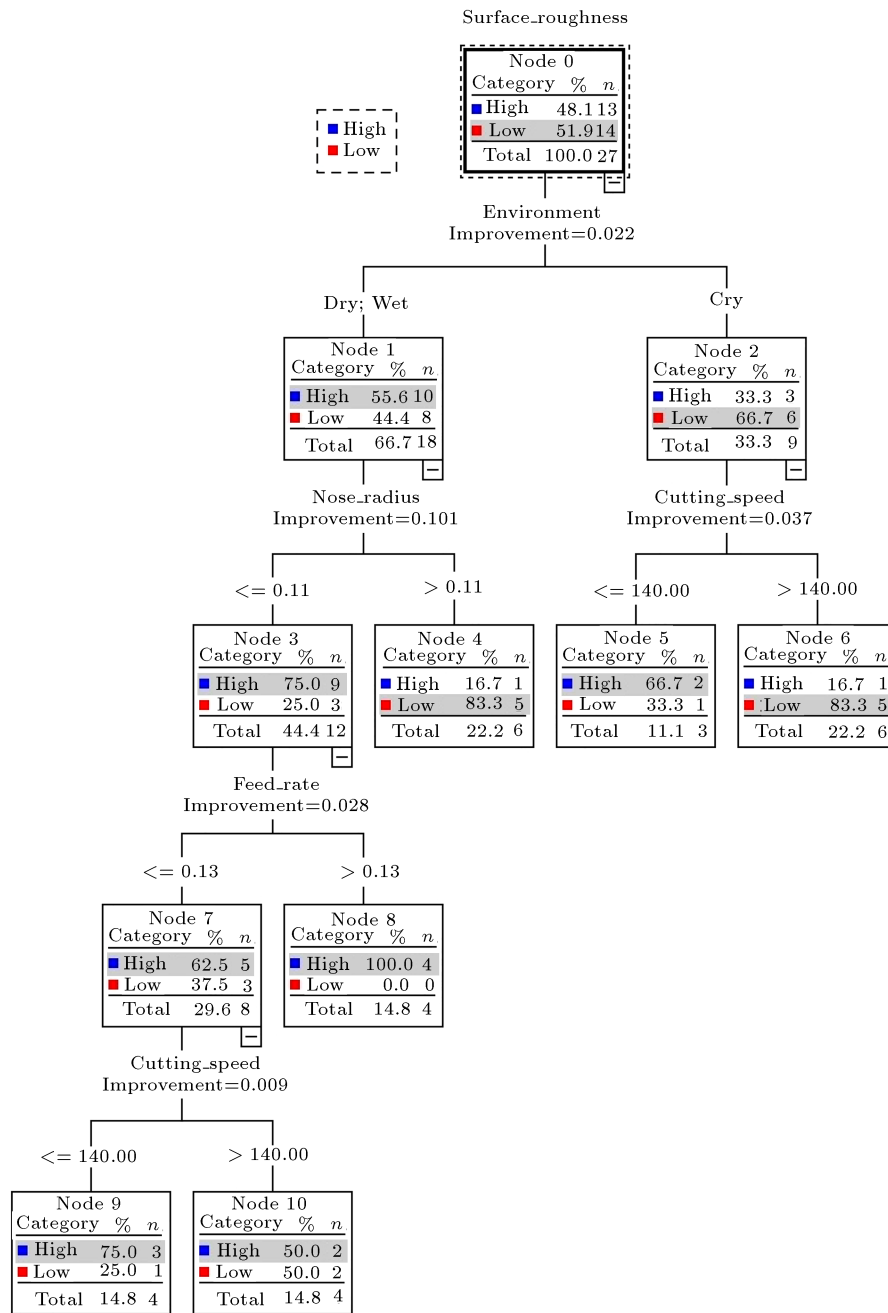 Surface_roughness
Node 0
Category % n
High 48.1 13
Low 51.9 14
Total 100.0 27
High
Low
Environment
Improvement=0.022
Dry; Wet
Cry
Node 1
Category % n
High 55.6 10
Low 44.4 8
Total 66.7 18
Node 2
Category % n
High 33.3 3
Low 66.7 6
Total 33.3 9
Nose_radius
Improvement=0.101
Cutting_speed
Improvement=0.037
<= 0.11
> 0.11
<= 140.00
> 140.00
Node 3
Category % n
High 75.0 9
Low 25.0 3
Total 44.4 12
Node 4
Category % n
High 16.7 1
Low 83.3 5
Total 22.2 6
Node 5
Category % n
High 66.7 2
Low 33.3 1
Total 11.1 3
Node 6
Category % n
High 16.7 1
Low 83.3 5
Total 22.2 6
Feed_rate
Improvement=0.028
<= 0.13
> 0.13
Node 7
Category % n
High 62.5 5
Low 37.5 3
Total 29.6 8
Node 8
Category % n
High 100.0 4
Low 0.0 0
Total 14.8 4
Cutting_speed
Improvement=0.009
<= 140.00
> 140.00
Node 9
Category % n
High 75.0 3
Low 25.0 1
Total 14.8 4
Node 10
Category % n
High 50.0 2
Low 50.0 2
Total 14.8 4